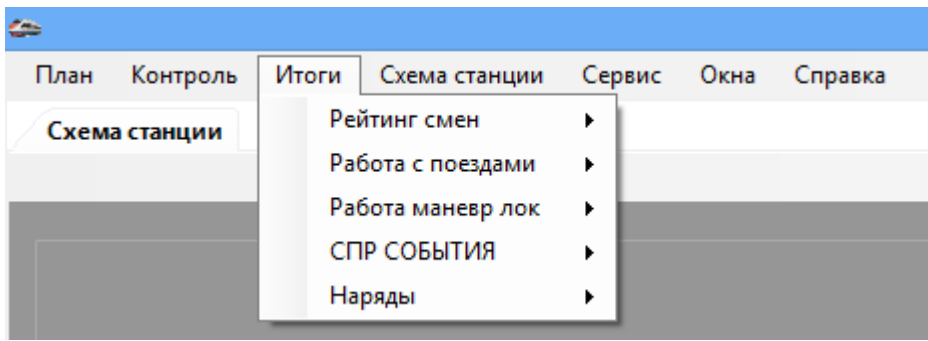 План Контроль Итоги Схема станции Сервис Окна Справка
Схема станции
Рейтинг смен
Работа с поездами
Работа маневр лок
СПР СОБЫТИЯ
Наряды